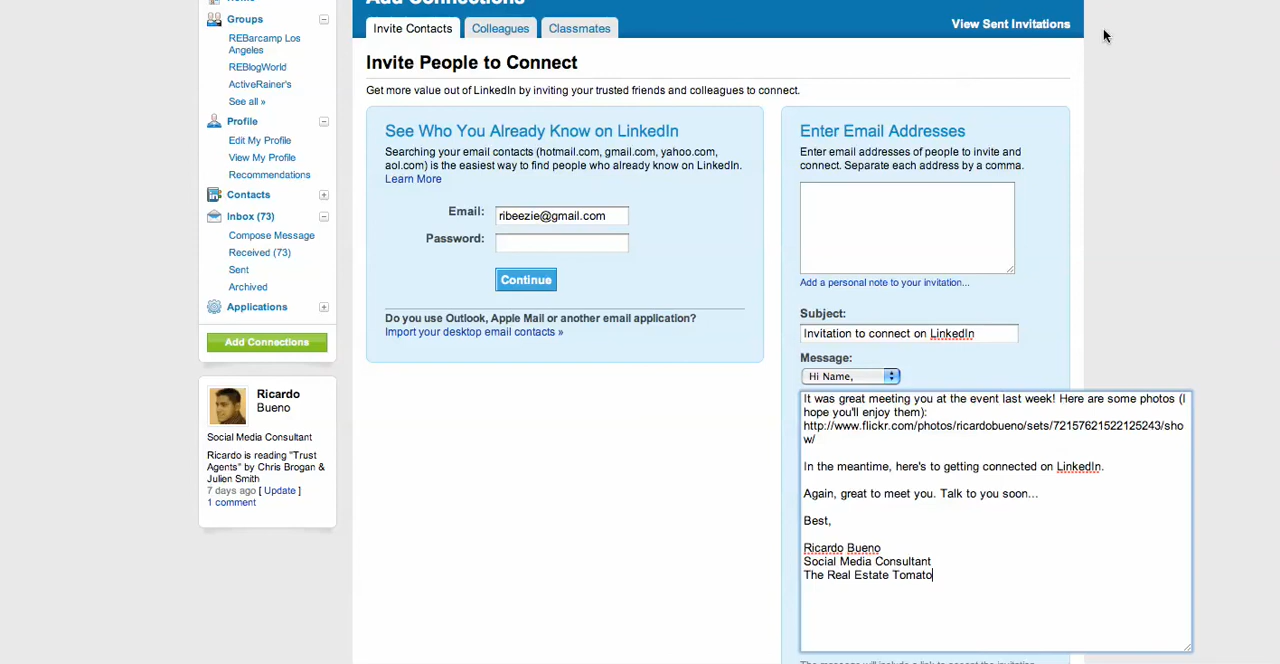 Home
Groups
REBarcamp Los
Angeles
REBlogWorld
ActiveRainer's
See all »
Profile
Edit My Profile
View My Profile
Recommendations
Contacts
Inbox (73)
Compose Message
Received (73)
Sent
Archived
Applications
Add Connections
Ricardo
Bueno
Social Media Consultant
Ricardo is reading "Trust
Agents" by Chris Brogan &
Julien Smith
7 days ago [ Update ]
1 comment
Add Connections
Invite Contacts
Colleagues
Classmates
View Sent Invitations
Invite People to Connect
Get more value out of LinkedIn by inviting your trusted friends and colleagues to connect.
See Who You Already Know on LinkedIn
Searching your email contacts (hotmail.com, gmail.com, yahoo.com,
aol.com) is the easiest way to find people who already know on LinkedIn.
Learn More
Email: ribeezie@gmail.com
Password:
Continue
Do you use Outlook, Apple Mail or another email application?
Import your desktop email contacts »
Enter Email Addresses
Enter email addresses of people to invite and
connect. Separate each address by a comma.
Add a personal note to your invitation...
Subject:
Invitation to connect on LinkedIn
Message:
Hi Name,
It was great meeting you at the event last week! Here are some photos (I
hope you'll enjoy them):
http://www.flickr.com/photos/ricardobueno/sets/72157621522125243/sho
w/
In the meantime, here's to getting connected on LinkedIn.
Again, great to meet you. Talk to you soon...
Best,
Ricardo Bueno
Social Media Consultant
The Real Estate Tomato